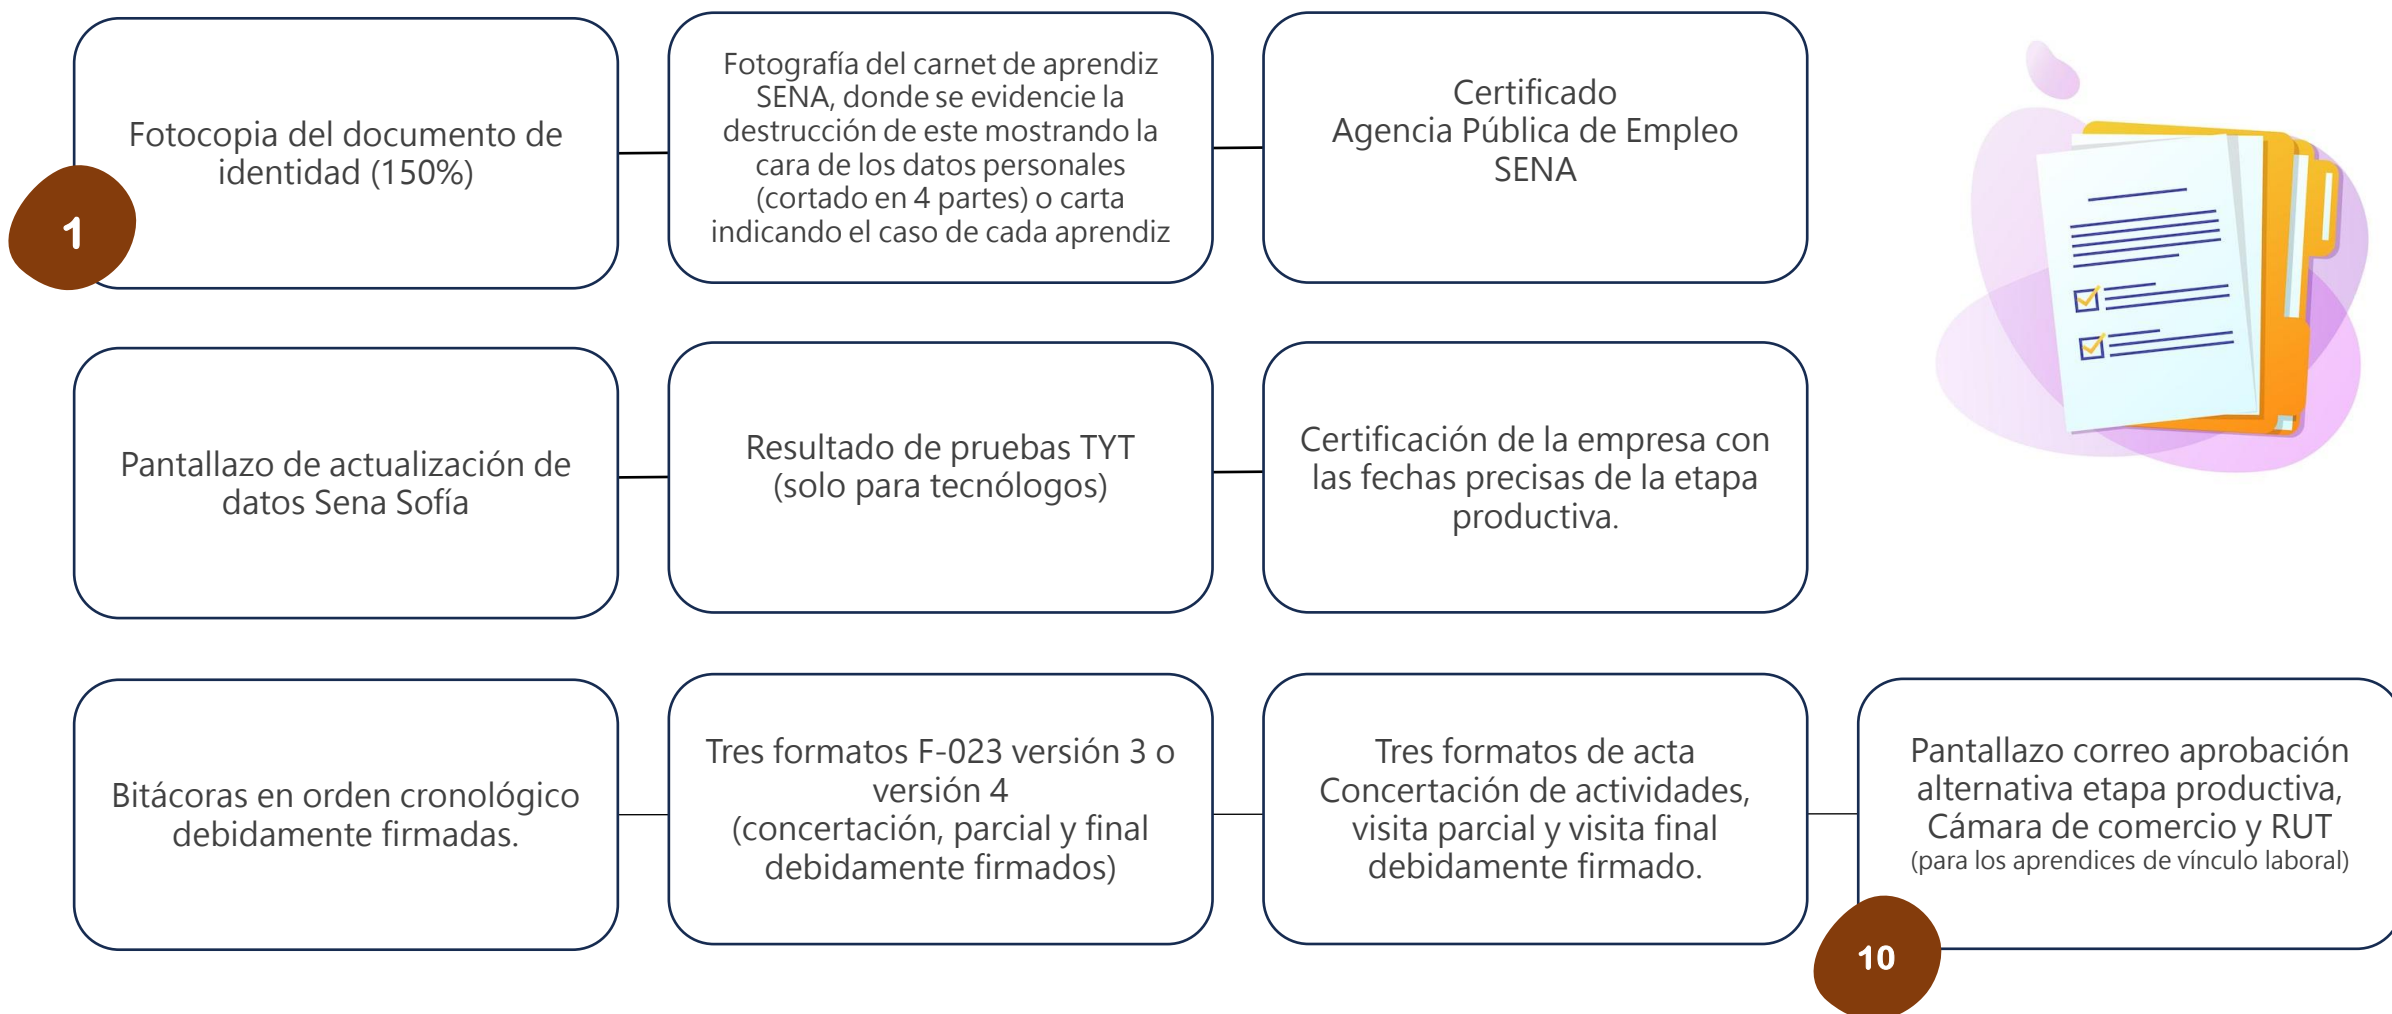 Fotocopia del documento de
identidad (150%)
1
Fotografía del carnet de aprendiz
SENA, donde se evidencie la
destrucción de este mostrando la
cara de los datos personales
(cortado en 4 partes) o carta
indicando el caso de cada aprendiz
Certificado
Agencia Pública de Empleo
SENA
Pantallazo de actualización de
datos Sena Sofía
Resultado de pruebas TYT
(solo para tecnólogos)
Certificación de la empresa con
las fechas precisas de la etapa
productiva.
Bitácoras en orden cronológico
debidamente firmadas.
Tres formatos F-023 versión 3 o
versión 4
(concertación, parcial y final
debidamente firmados)
Tres formatos de acta
Concertación de actividades,
visita parcial y visita final
debidamente firmado.
Pantallazo correo aprobación
alternativa etapa productiva,
Cámara de comercio y RUT
(para los aprendices de vínculo laboral)
10